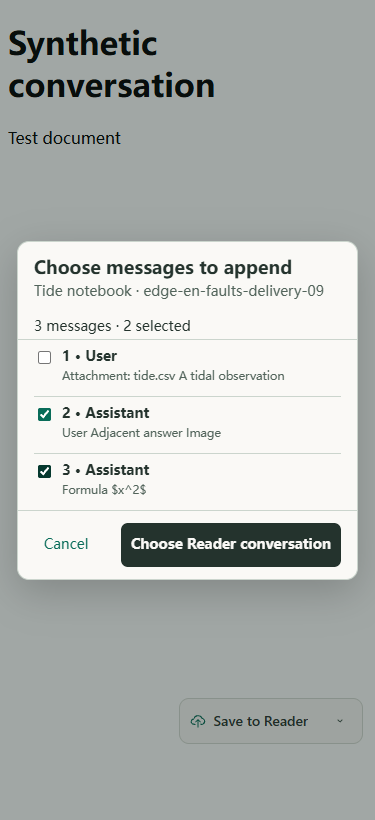 Synthetic
conversation
Test document
Choose messages to append
Tide notebook · edge-en-faults-delivery-09
3 messages · 2 selected
1 • User
Attachment: tide.csv A tidal observation
2 • Assistant
User Adjacent answer Image
3 • Assistant
Formula $x^2$
Cancel
Choose Reader conversation
Save to Reader